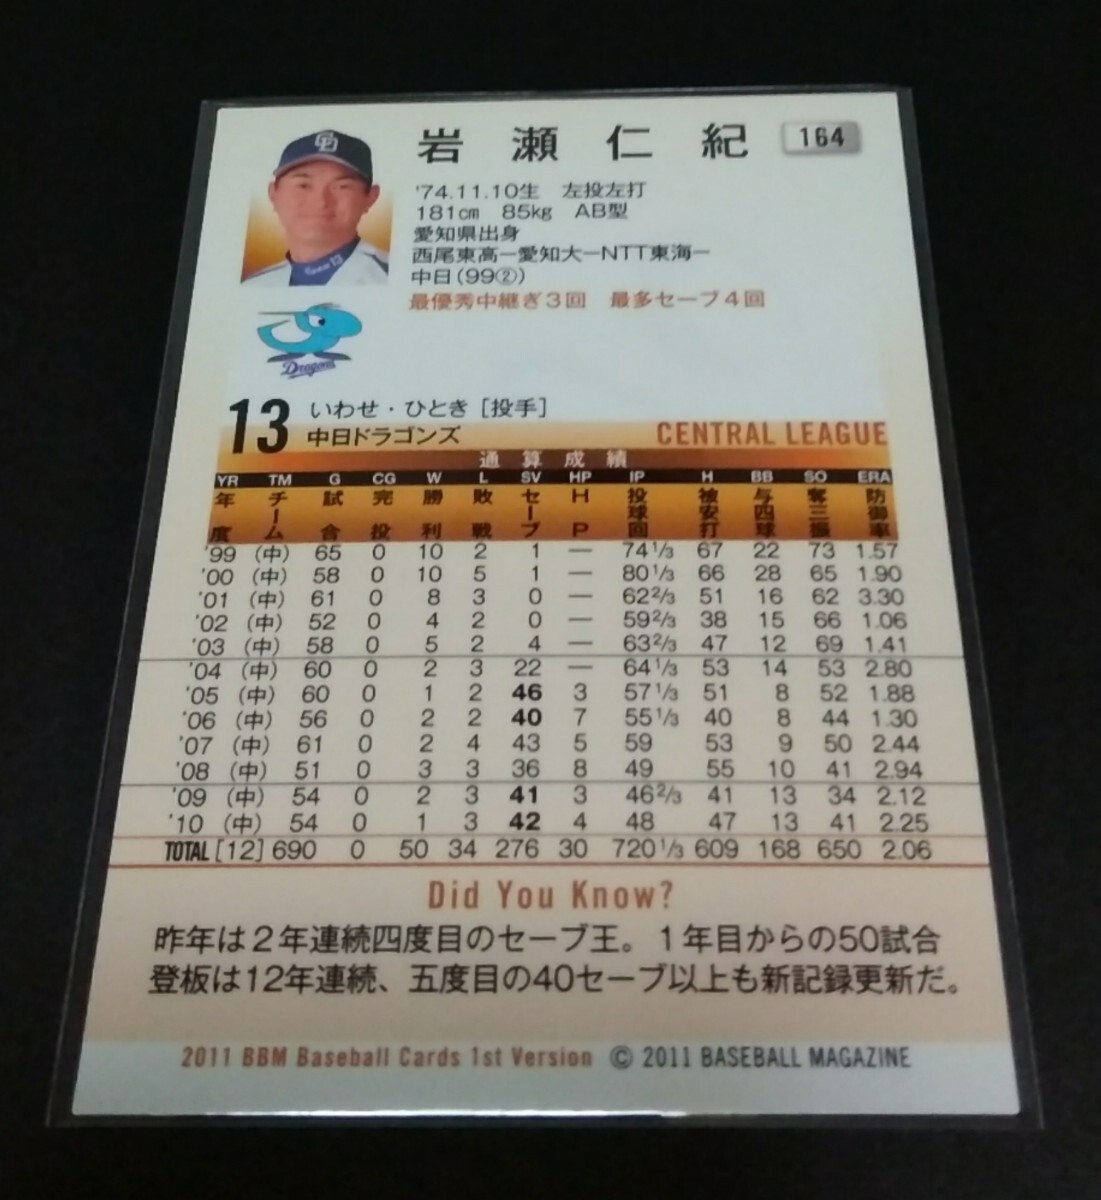 岩瀬仁紀 164
'74.11.10生 左投左打
181cm 85kg AB型
愛知県出身
西尾東高ー愛知大ーNTT東海ー
中日(99②)
最優秀中継ぎ3回 最多セーブ4回
Dragons
13 いわせ・ひとき [投手]
中日ドラゴンズ CENTRAL LEAGUE
通算成績
YR TM G CG W L SV HP IP H BB SO ERA
年度 チーム 試合 完投 勝利 敗戦 セーブ HP 投球回 被安打 与四球 奪三振 防御率
'99 (中) 65 0 10 2 1 — 74 1/3 67 22 73 1.57
'00 (中) 58 0 10 5 1 — 80 1/3 66 28 65 1.90
'01 (中) 61 0 8 3 0 — 62 2/3 51 16 62 3.30
'02 (中) 52 0 4 2 0 — 59 2/3 38 15 66 1.06
'03 (中) 58 0 5 2 4 — 63 2/3 47 12 69 1.41
'04 (中) 60 0 2 3 22 — 64 1/3 53 14 53 2.80
'05 (中) 60 0 1 2 46 3 57 1/3 51 8 52 1.88
'06 (中) 56 0 2 2 40 7 55 1/3 40 8 44 1.30
'07 (中) 61 0 2 4 43 5 59 53 9 50 2.44
'08 (中) 51 0 3 3 36 8 49 55 10 41 2.94
'09 (中) 54 0 2 3 41 3 46 2/3 41 13 34 2.12
'10 (中) 54 0 1 3 42 4 48 47 13 41 2.25
TOTAL [12] 690 0 50 34 276 30 720 1/3 609 168 650 2.06
Did You Know?
昨年は2年連続四度目のセーブ王。1年目からの50試合
登板は12年連続、五度目の40セーブ以上も新記録更新だ。
2011 BBM Baseball Cards 1st Version © 2011 BASEBALL MAGAZINE